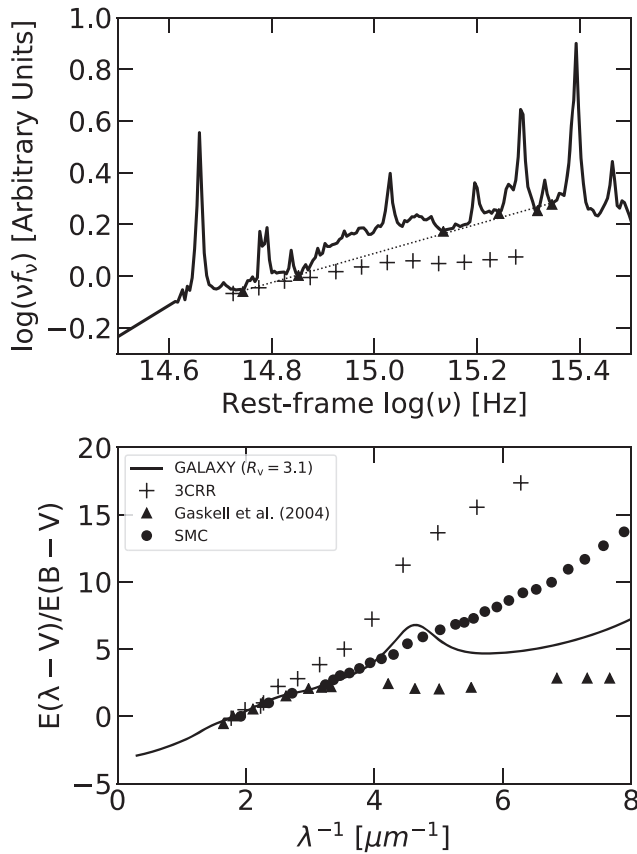 log(νfν) [Arbitrary Units]
1.0
0.8
0.6
0.4
0.2
0.0
−0.2
14.6
14.8
15.0
15.2
15.4
Rest-frame log(ν) [Hz]
E(λ − V)/E(B − V)
20
15
10
5
0
−5
GALAXY (Rv = 3.1)
3CRR
Gaskell et al. (2004)
SMC
0
2
4
6
8
λ−1 [μm−1]